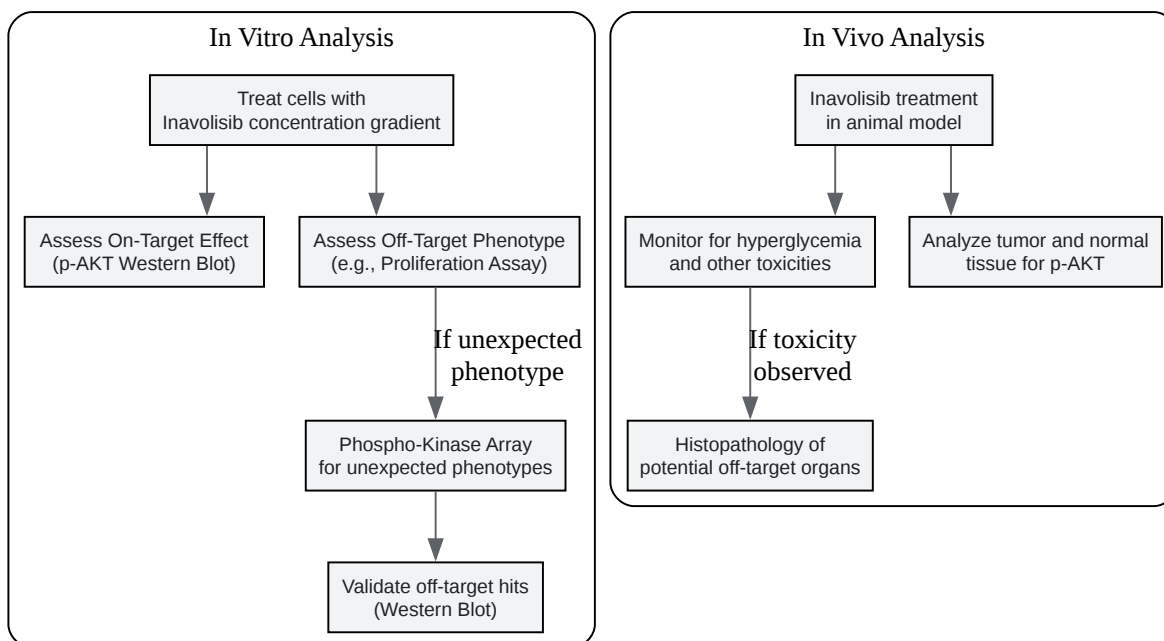 In Vitro Analysis
Treat cells with
Inavolisib concentration gradient
Assess On-Target Effect
(p-AKT Western Blot)
Assess Off-Target Phenotype
(e.g., Proliferation Assay)
If unexpected
phenotype
Phospho-Kinase Array
for unexpected phenotypes
Validate off-target hits
(Western Blot)
In Vivo Analysis
Inavolisib treatment
in animal model
Monitor for hyperglycemia
and other toxicities
Analyze tumor and normal
tissue for p-AKT
If toxicity
observed
Histopathology of
potential off-target organs